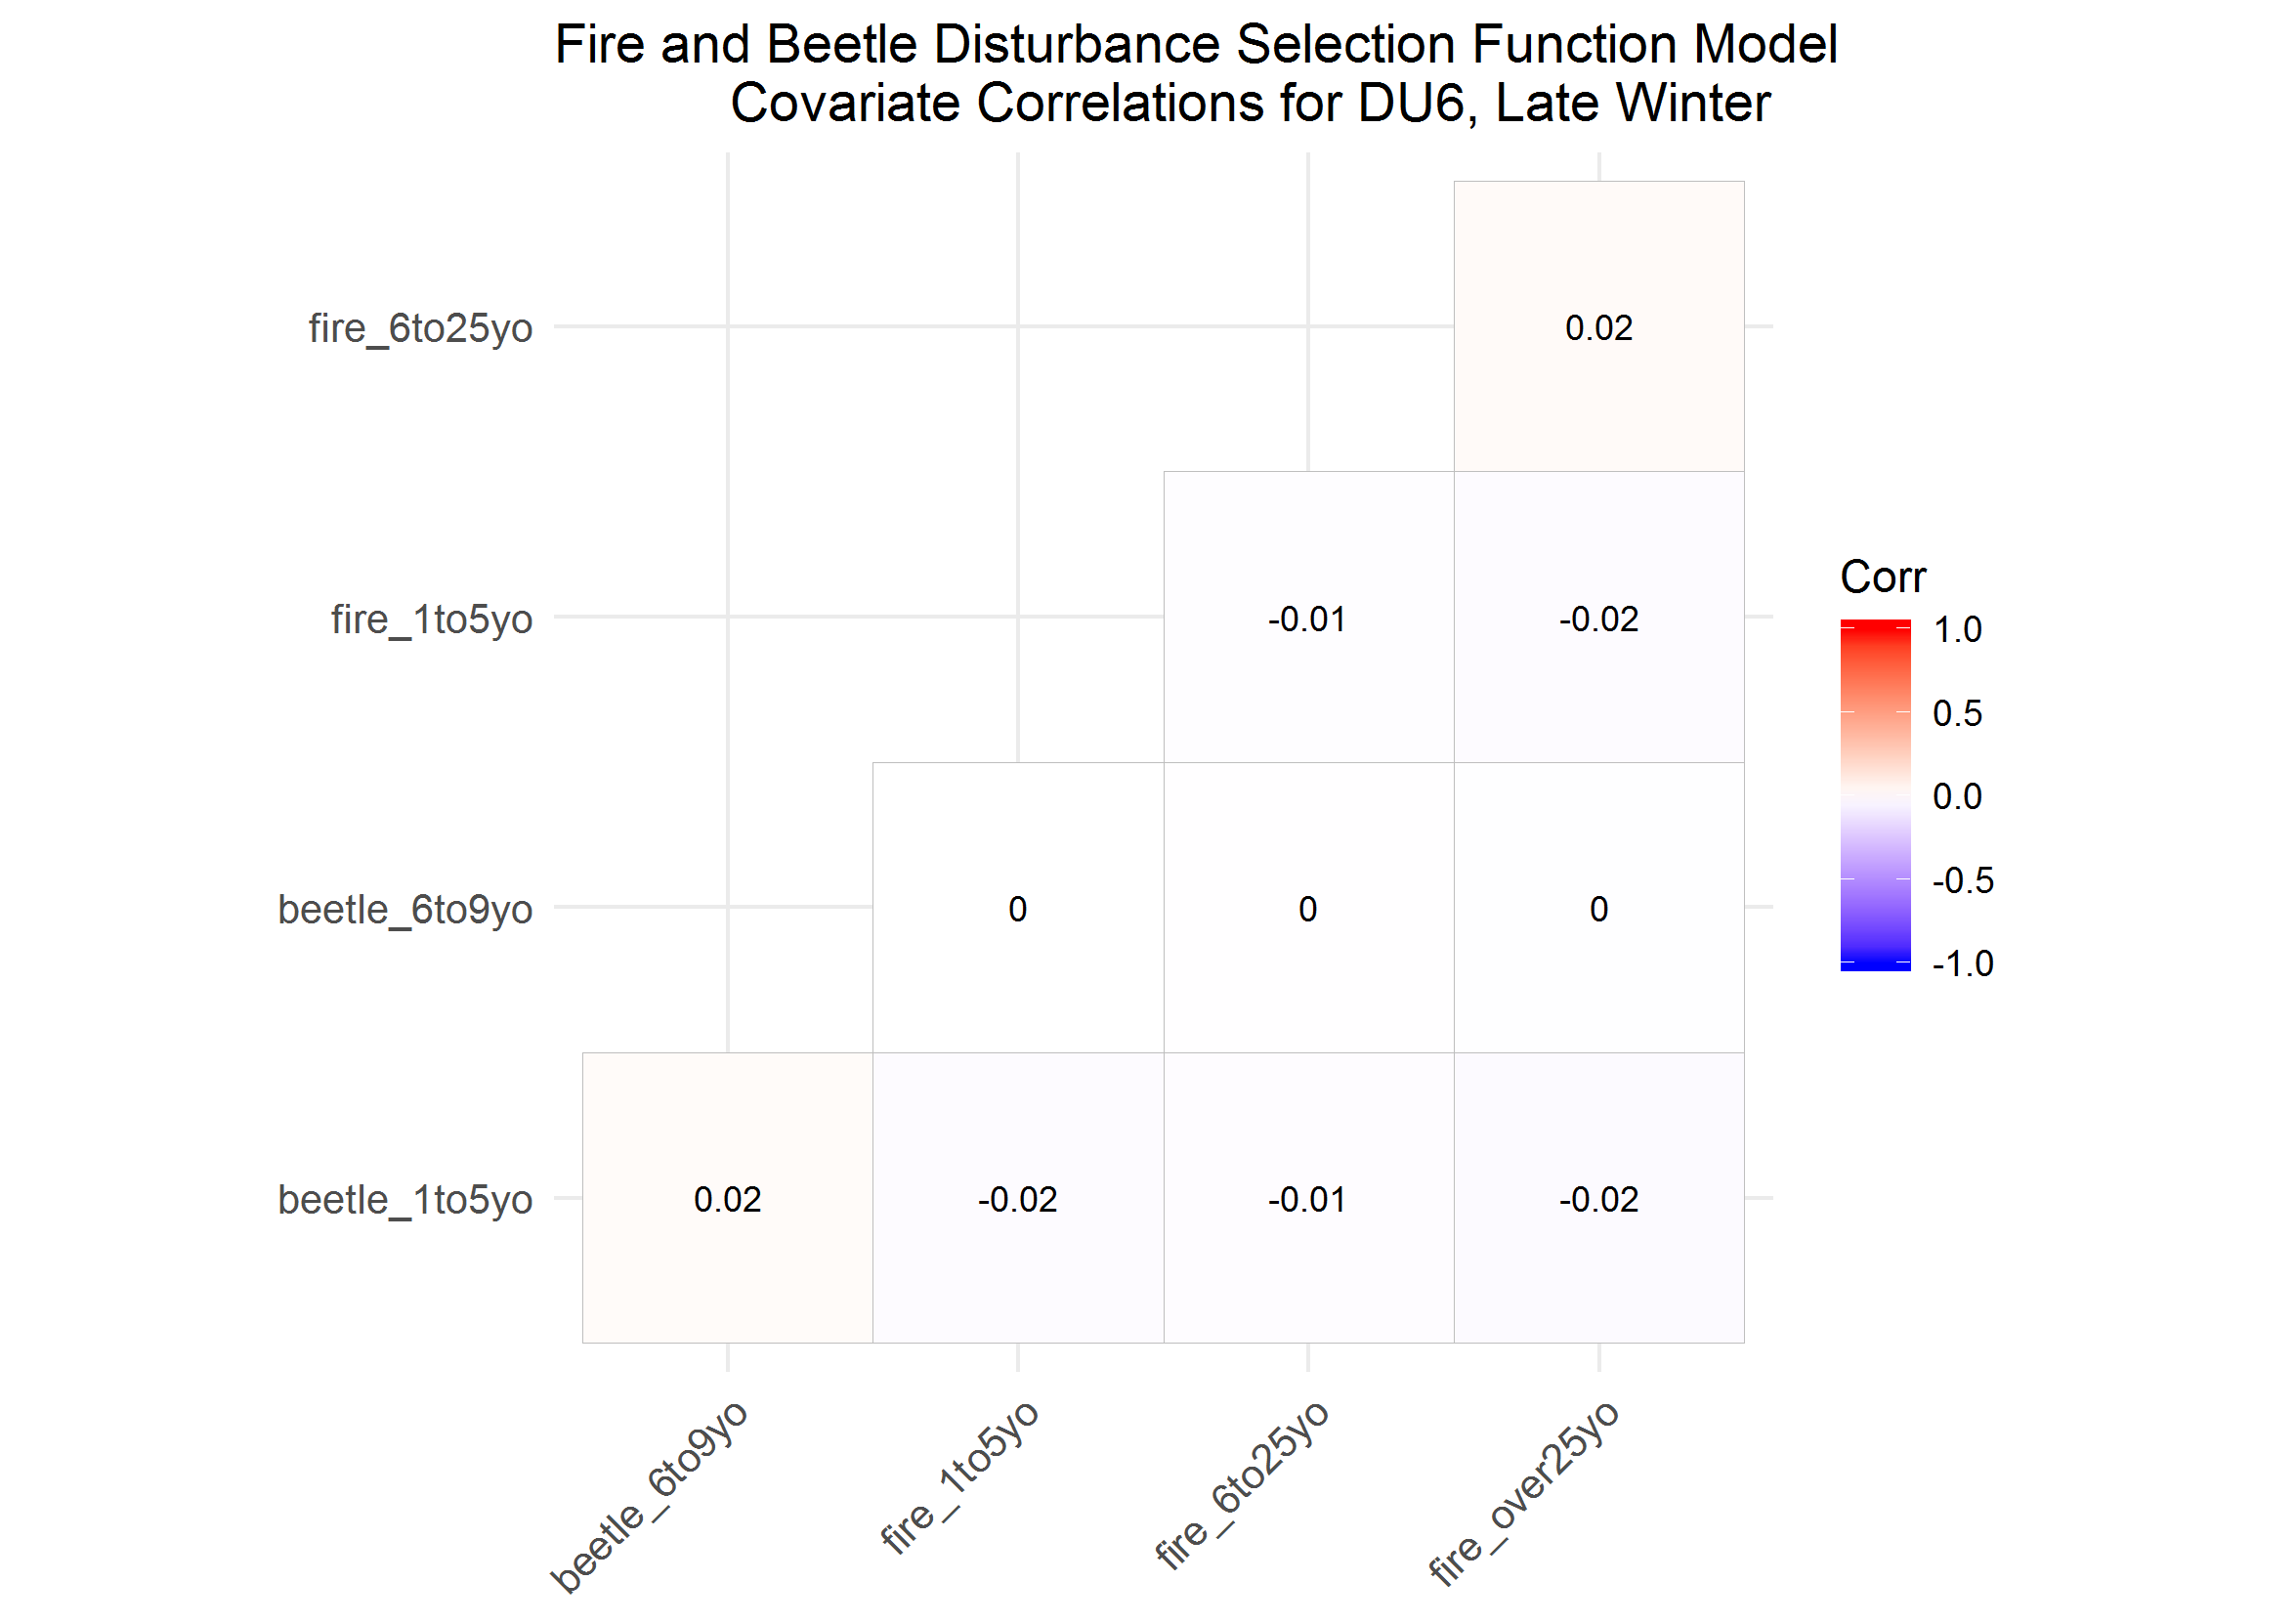 Fire and Beetle Disturbance Selection Function Model
Covariate Correlations for DU6, Late Winter
fire_6to25yo
0.02
fire_1to5yo
-0.01
-0.02
beetle_6to9yo
0
0
0
beetle_1to5yo
0.02
-0.02
-0.01
-0.02
beetle_6to9yo
fire_1to5yo
fire_6to25yo
fire_over25yo
Corr
1.0
0.5
0.0
-0.5
-1.0